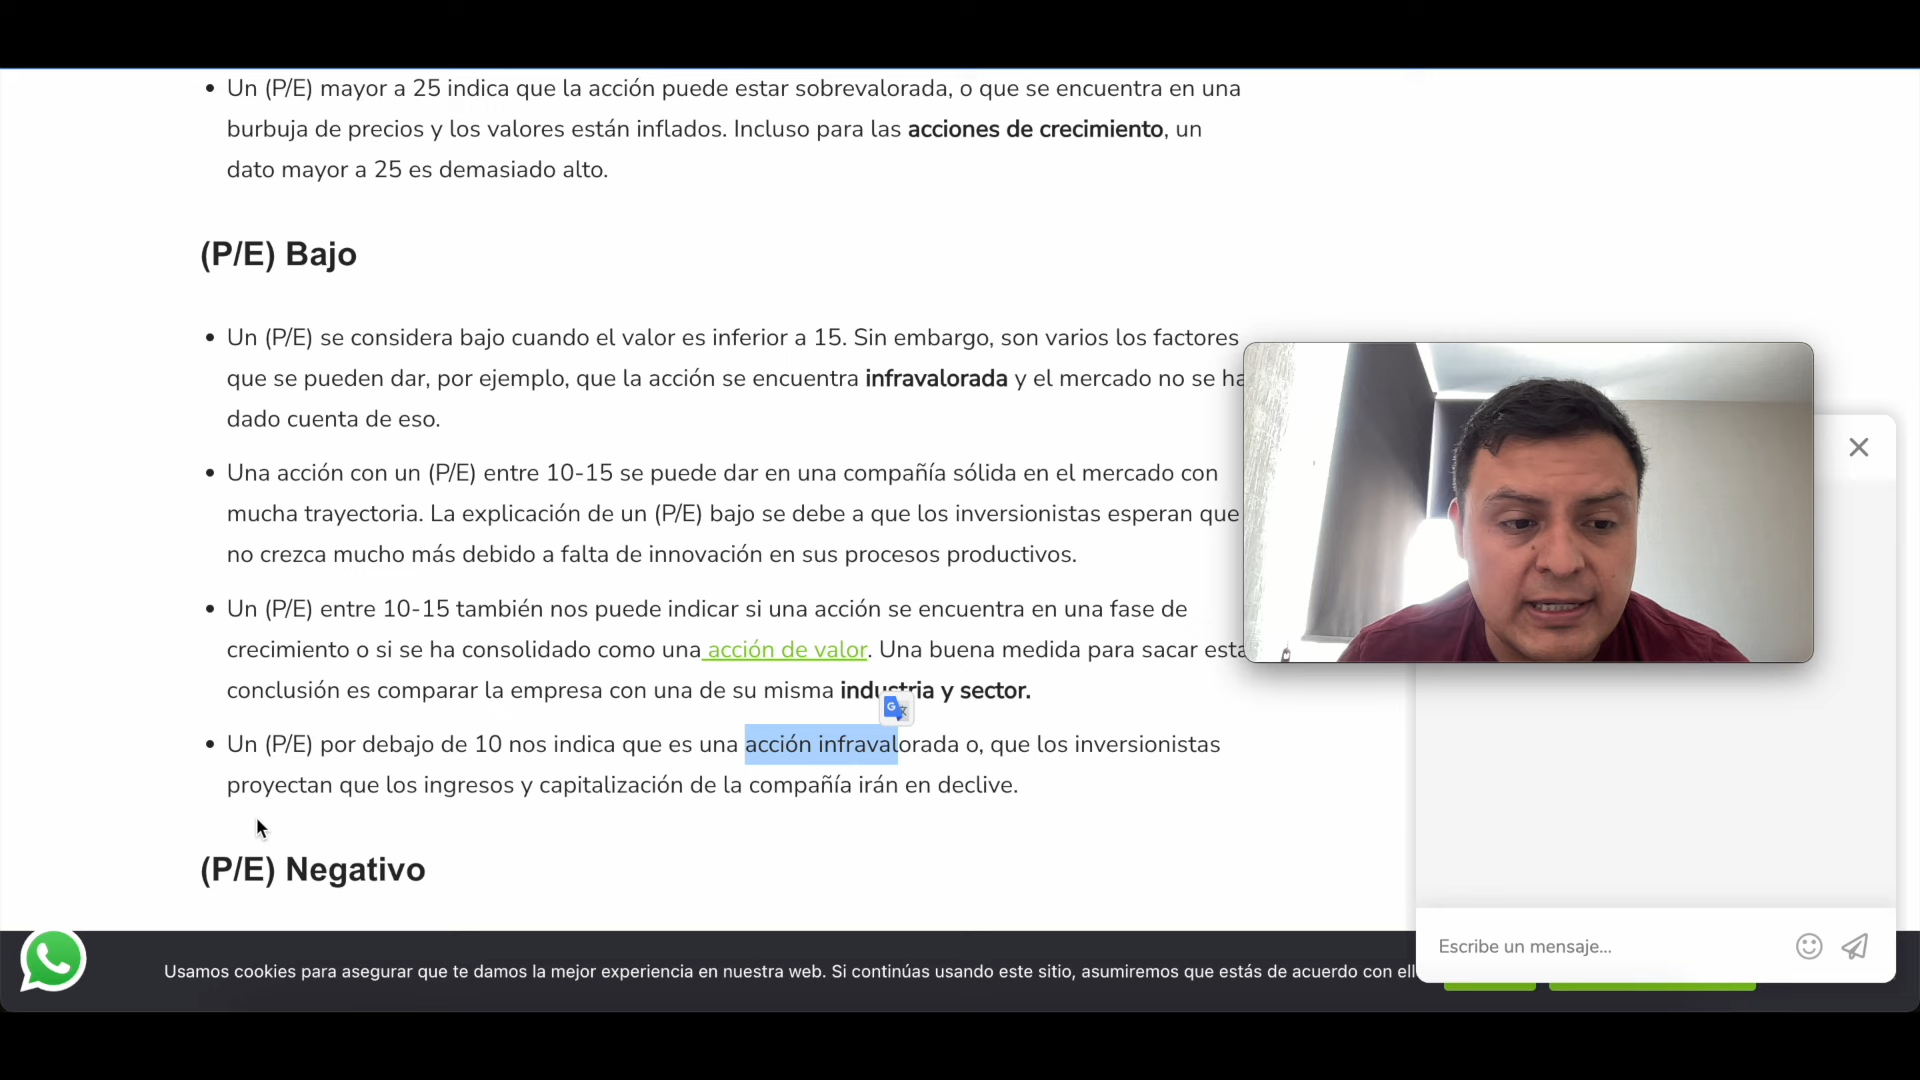 Un (P/E) mayor a 25 indica que la acción puede estar sobrevalorada, o que se encuentra en una
burbuja de precios y los valores están inflados. Incluso para las acciones de crecimiento, un
dato mayor a 25 es demasiado alto.
(P/E) Bajo
Un (P/E) se considera bajo cuando el valor es inferior a 15. Sin embargo, son varios los factores
que se pueden dar, por ejemplo, que la acción se encuentra infravalorada y el mercado no se ha
dado cuenta de eso.
Una acción con un (P/E) entre 10-15 se puede dar en una compañía sólida en el mercado con
mucha trayectoria. La explicación de un (P/E) bajo se debe a que los inversionistas esperan que
no crezca mucho más debido a falta de innovación en sus procesos productivos.
Un (P/E) entre 10-15 también nos puede indicar si una acción se encuentra en una fase de
crecimiento o si se ha consolidado como una acción de valor. Una buena medida para sacar esta
conclusión es comparar la empresa con una de su misma industria y sector.
Un (P/E) por debajo de 10 nos indica que es una acción infravalorada o, que los inversionistas
proyectan que los ingresos y capitalización de la compañía irán en declive.
(P/E) Negativo
Usamos cookies para asegurar que te damos la mejor experiencia en nuestra web. Si continúas usando este sitio, asumiremos que estás de acuerdo con ell
Escribe un mensaje...